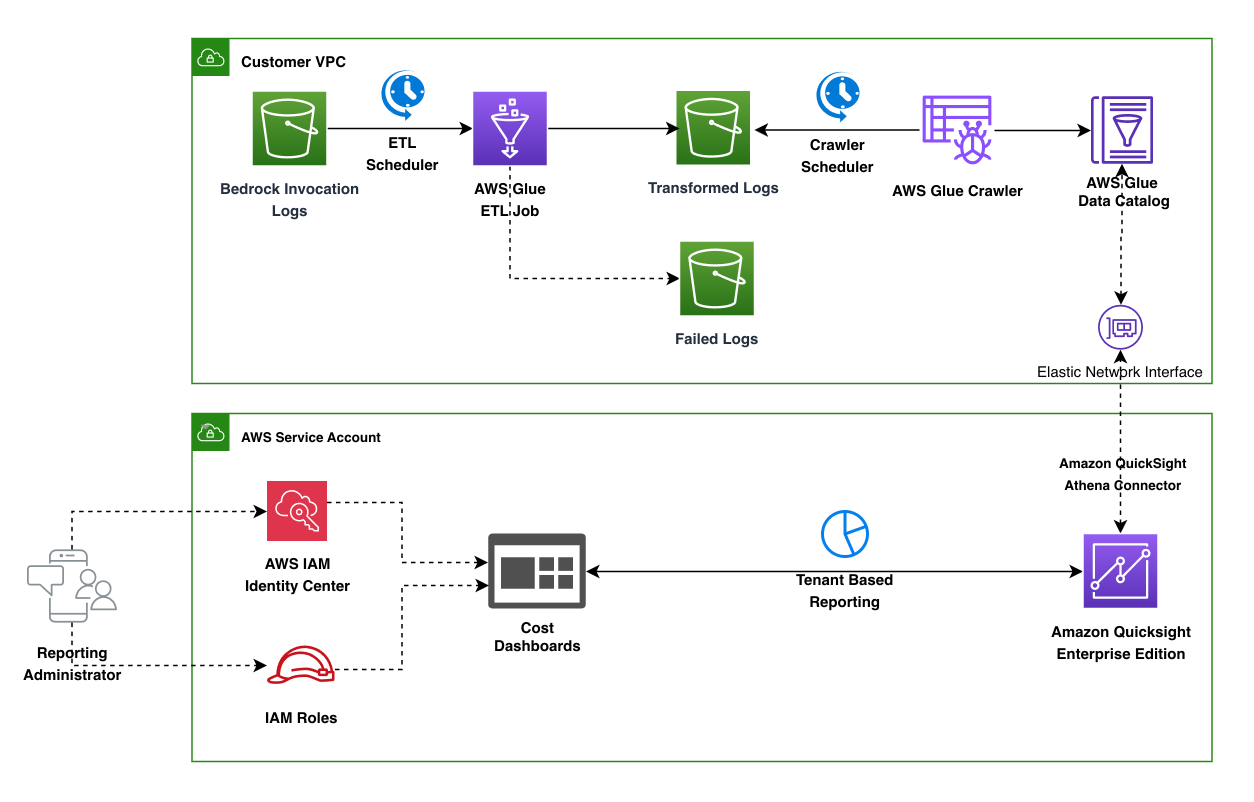 Customer VPC
ETL
Scheduler
Crawler
Scheduler
Bedrock Invocation
Logs
AWS Glue
ETL Job
Transformed Logs
AWS Glue Crawler
AWS Glue
Data Catalog
Failed Logs
Elastic Network Interface
AWS Service Account
Amazon QuickSight
Athena Connector
AWS IAM
Identity Center
Tenant Based
Reporting
Cost
Dashboards
Amazon Quicksight
Enterprise Edition
Reporting
Administrator
IAM Roles